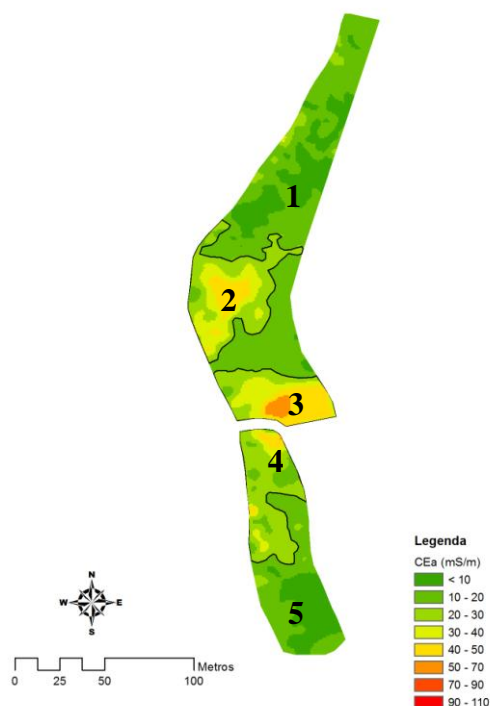 1
2
3
4
5
N
W E
S
0 25 50 100
Metros
Legenda
CEa (mS/m)
< 10
10 - 20
20 - 30
30 - 40
40 - 50
50 - 70
70 - 90
90 - 110